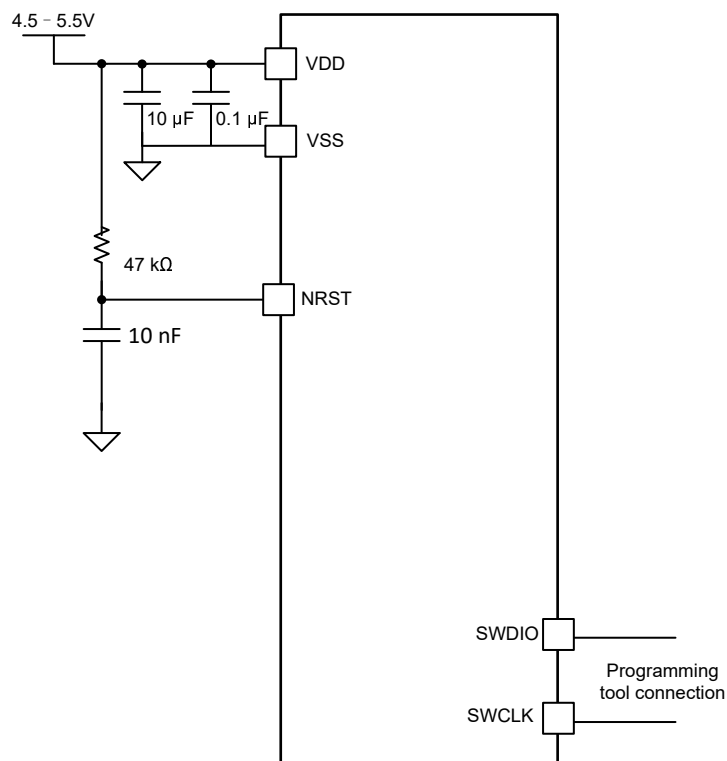 4.5 – 5.5V
VDD
10 µF
0.1 µF
VSS
47 kΩ
NRST
10 nF
SWDIO
Programming
tool connection
SWCLK